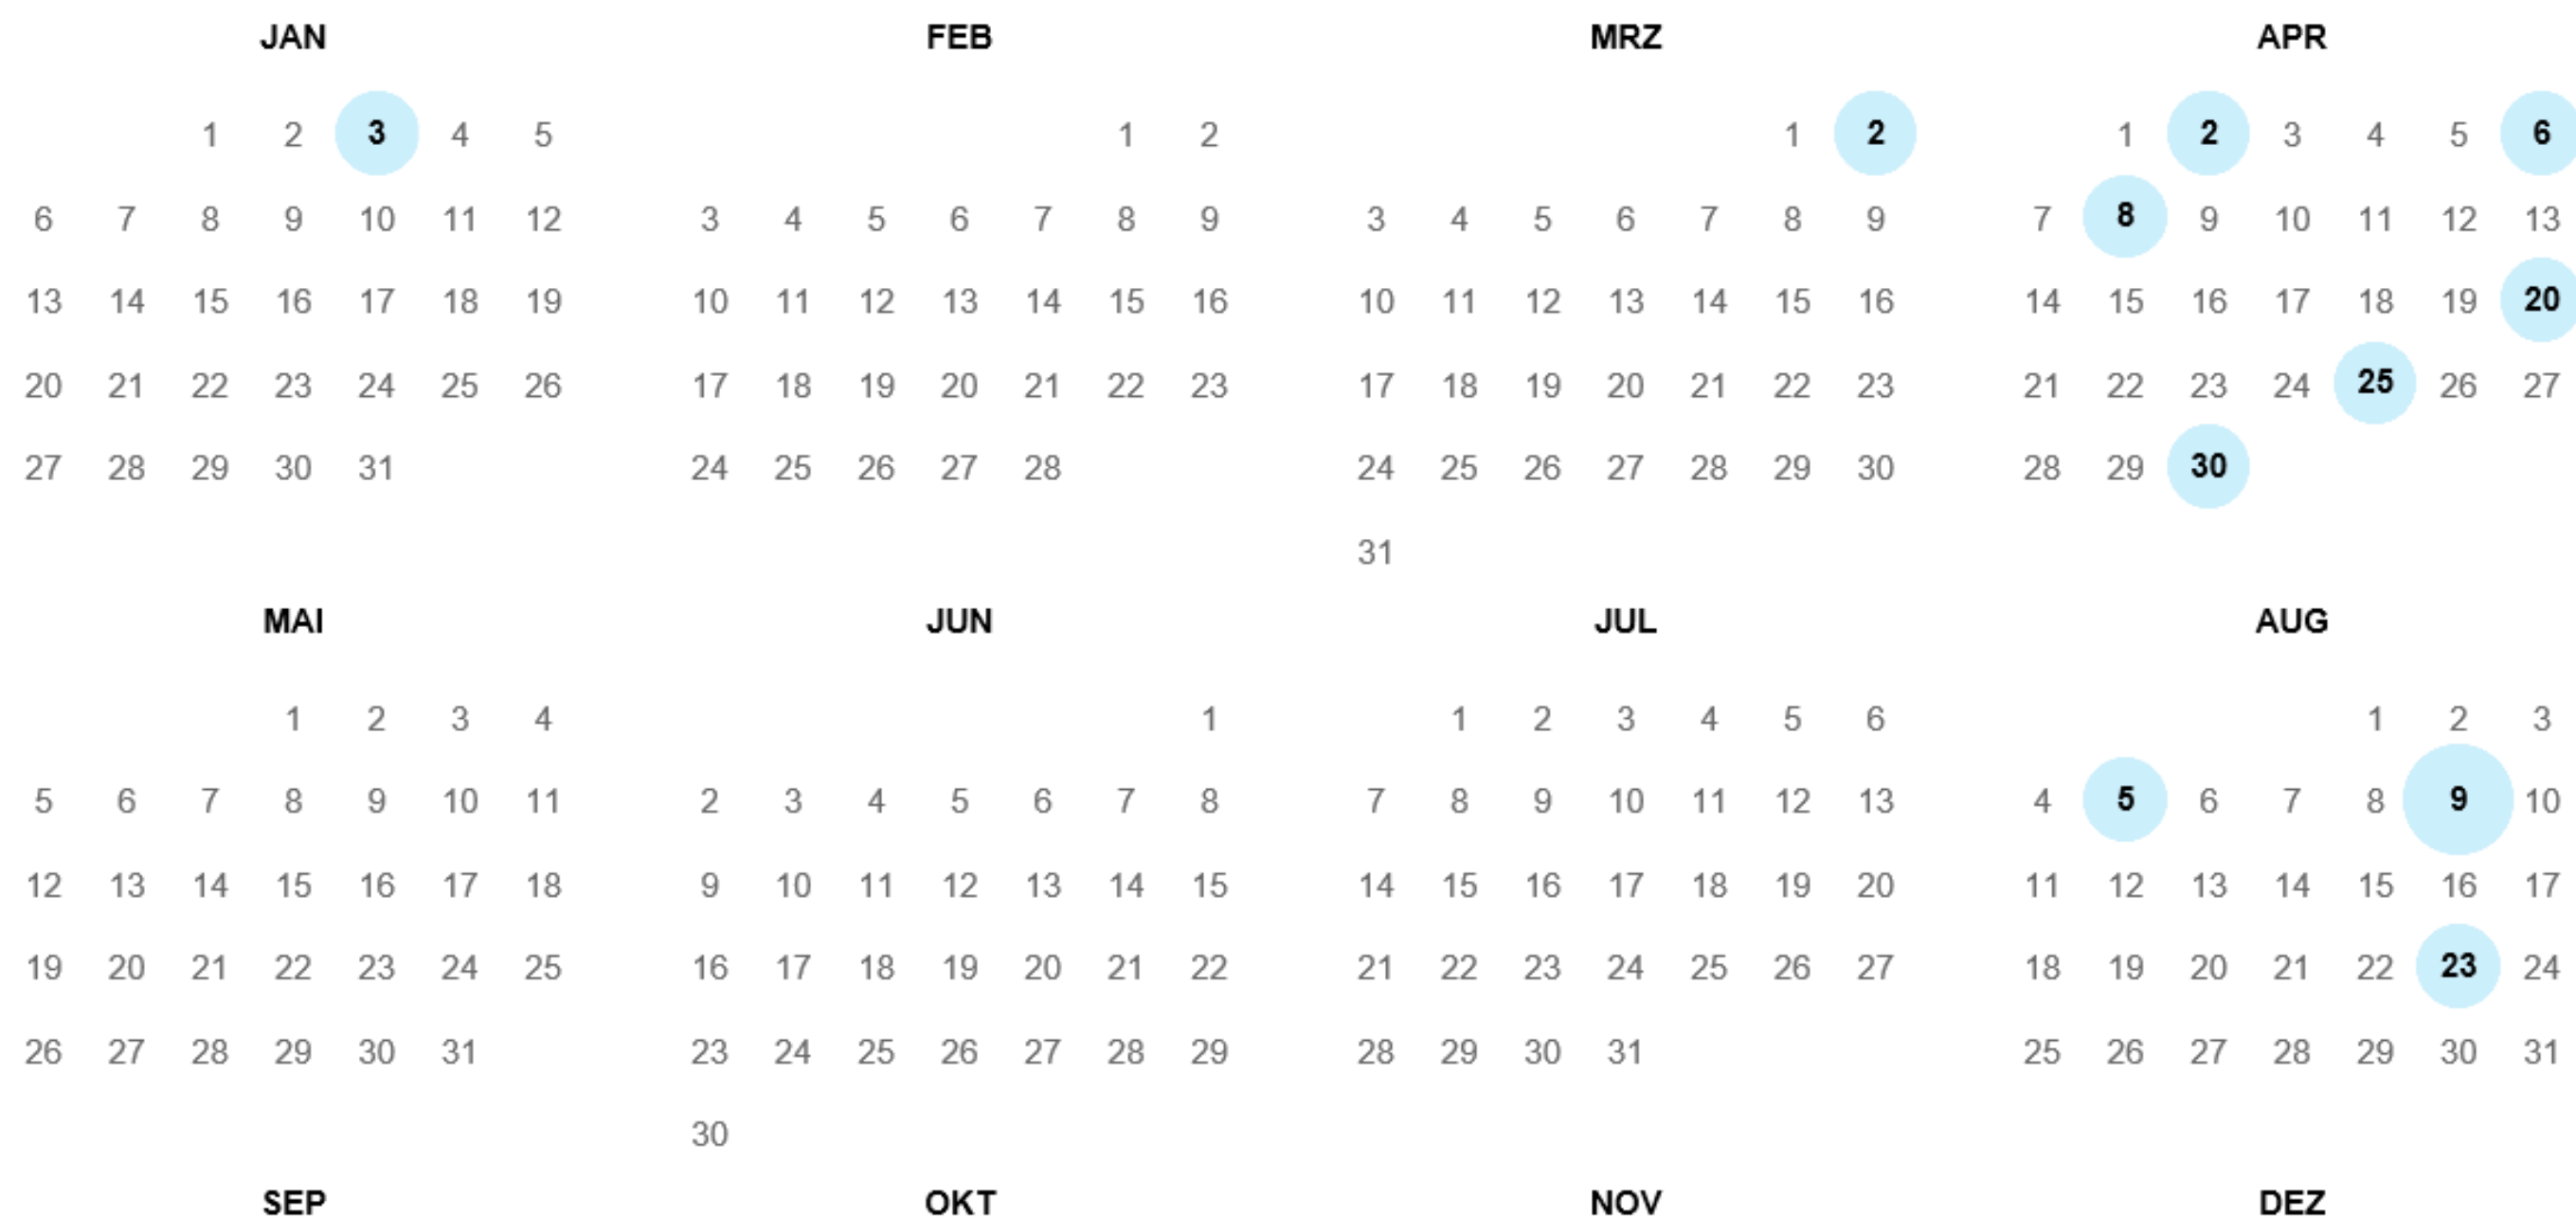 JAN FEB MRZ APR
1 2 3 4 5 1 2 1 2 1 2 3 4 5 6
6 7 8 9 10 11 12 3 4 5 6 7 8 9 3 4 5 6 7 8 9 7 8 9 10 11 12 13
13 14 15 16 17 18 19 10 11 12 13 14 15 16 10 11 12 13 14 15 16 14 15 16 17 18 19 20
20 21 22 23 24 25 26 17 18 19 20 21 22 23 17 18 19 20 21 22 23 21 22 23 24 25 26 27
27 28 29 30 31 24 25 26 27 28 24 25 26 27 28 29 30 28 29 30
31
MAI JUN JUL AUG
1 2 3 4 1 1 2 3 4 5 6 1 2 3
5 6 7 8 9 10 11 2 3 4 5 6 7 8 7 8 9 10 11 12 13 4 5 6 7 8 9 10
12 13 14 15 16 17 18 9 10 11 12 13 14 15 14 15 16 17 18 19 20 11 12 13 14 15 16 17
19 20 21 22 23 24 25 16 17 18 19 20 21 22 21 22 23 24 25 26 27 18 19 20 21 22 23 24
26 27 28 29 30 31 23 24 25 26 27 28 29 28 29 30 31 25 26 27 28 29 30 31
30
SEP OKT NOV DEZ